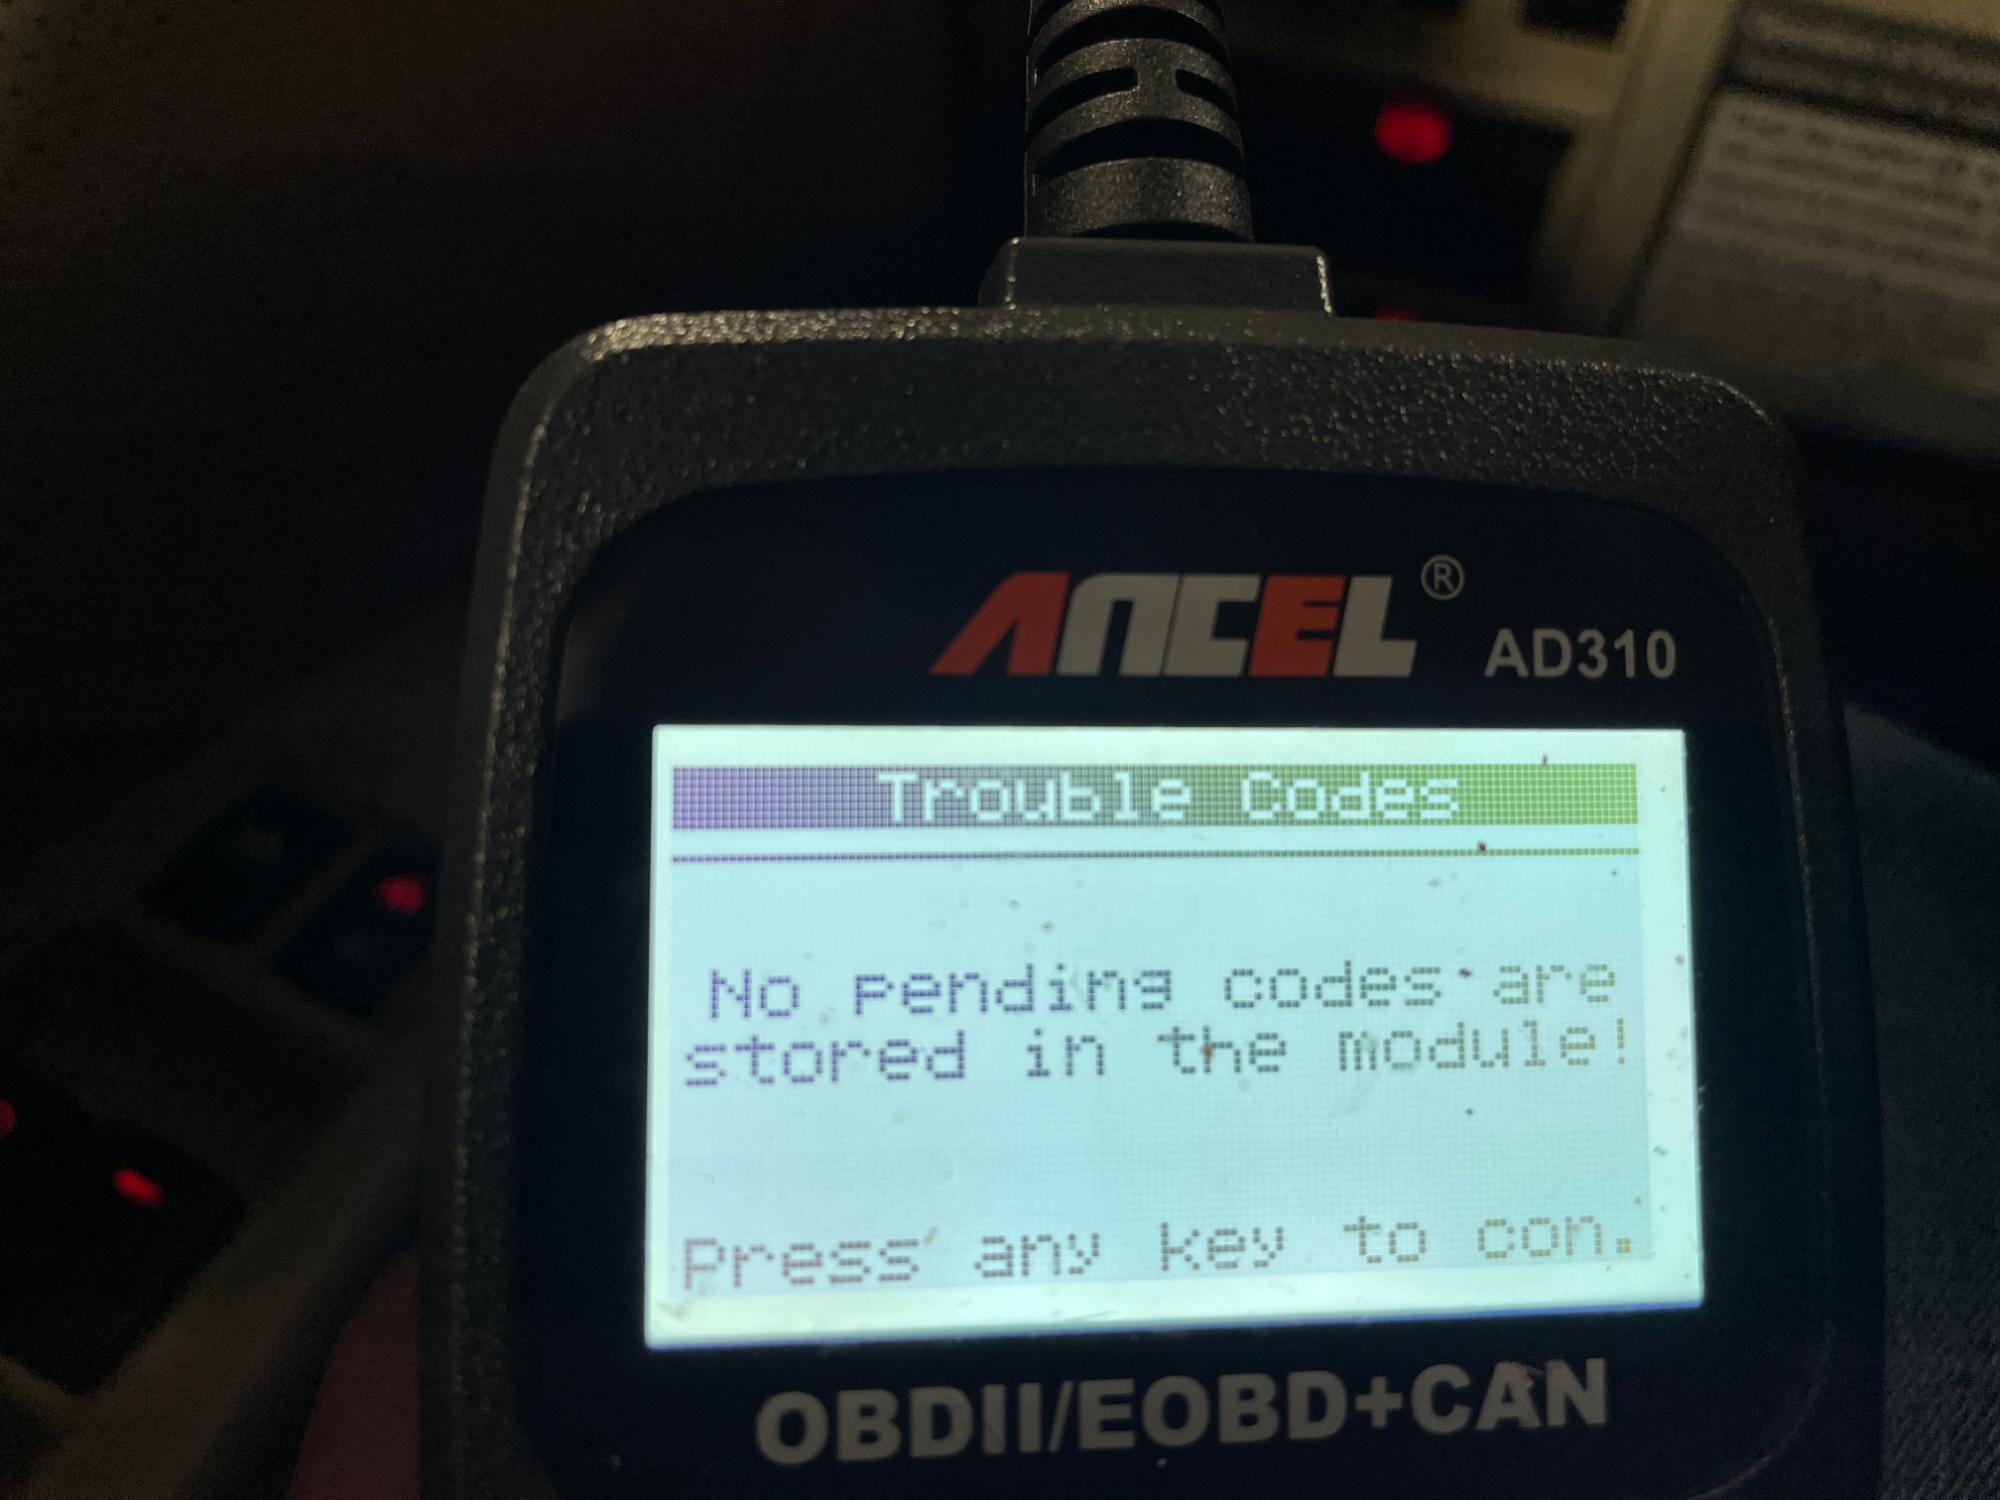 ANCEL®
AD310
Trouble Codes
No pending codes are
stored in the module!
Press any key to con.
OBDII/EOBD+CAN